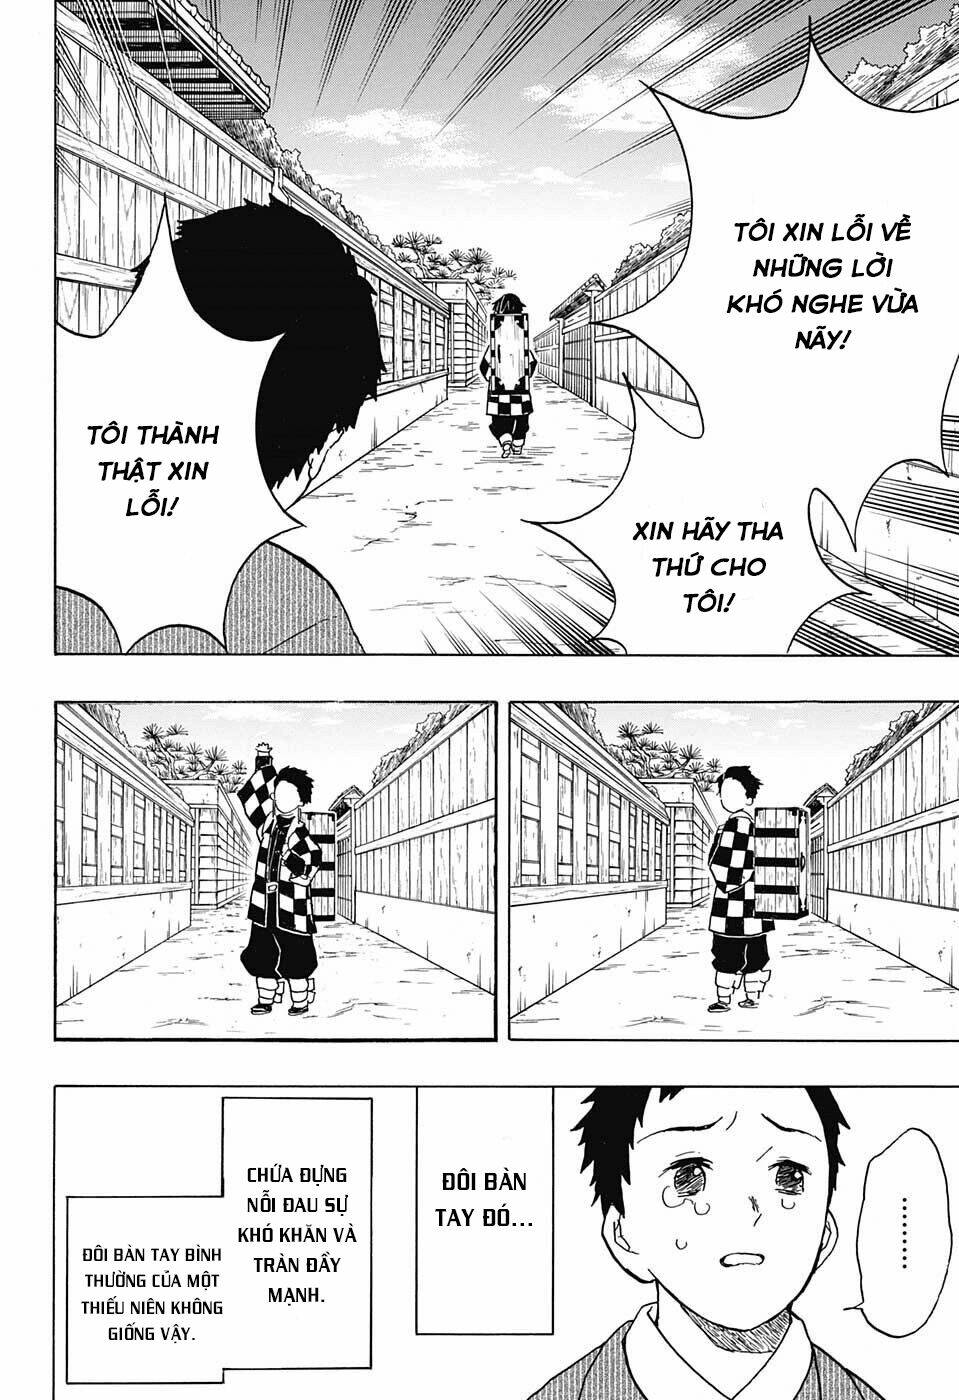 TÔI XIN LỖI VỀ
NHỮNG LỜI
KHÓ NGHE VỪA
NÃY!
XIN HÃY THA
THỨ CHO
TÔI!
TÔI THÀNH
THẬT XIN
LỖI!
.........
ĐÔI BÀN
TAY ĐÓ...
CHỨA ĐỰNG
NỖI ĐAU SỰ
KHÓ KHĂN VÀ
TRÀN ĐẦY
MẠNH.
ĐÔI BÀN TAY BÌNH
THƯỜNG CỦA MỘT
THIẾU NIÊN KHÔNG
GIỐNG VẬY.